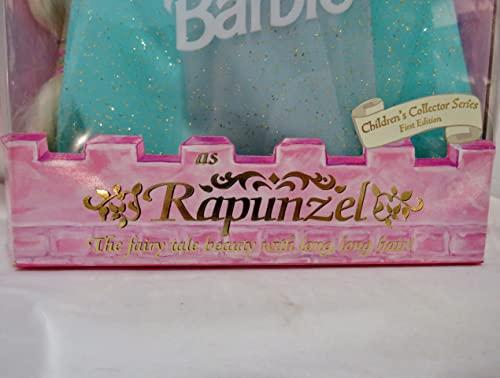 Barbie
Children's Collector Series
First Edition
as
Rapunzel
The fairy tale beauty with long, long hair!